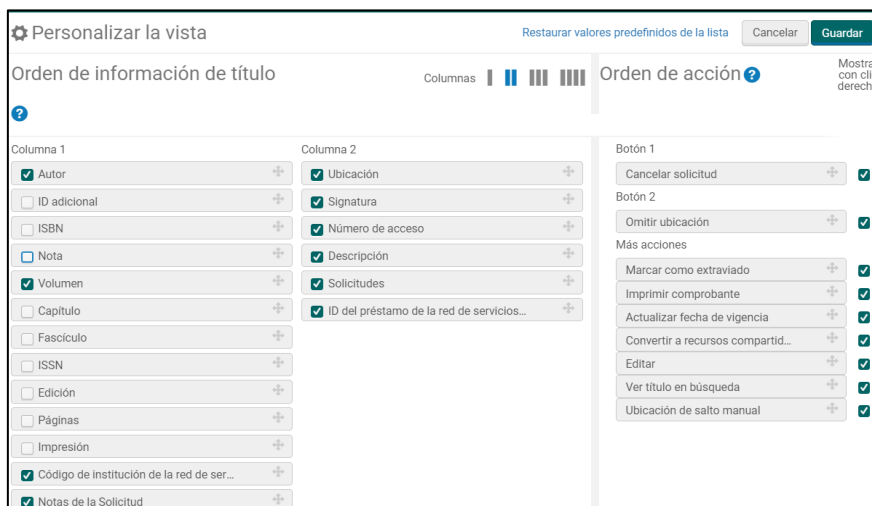 Personalizar la vista
Restaurar valores predefinidos de la lista
Cancelar
Guardar
Orden de información de título
Columnas
Orden de acción
Mostra
con cli
derech
Columna 1
Autor
ID adicional
ISBN
Nota
Volumen
Capítulo
Fascículo
ISSN
Edición
Páginas
Impresión
Código de institución de la red de ser...
Notas de la Solicitud
Columna 2
Ubicación
Signatura
Número de acceso
Descripción
Solicitudes
ID del préstamo de la red de servicios...
Botón 1
Cancelar solicitud
Botón 2
Omitir ubicación
Más acciones
Marcar como extraviado
Imprimir comprobante
Actualizar fecha de vigencia
Convertir a recursos compartid...
Editar
Ver título en búsqueda
Ubicación de salto manual